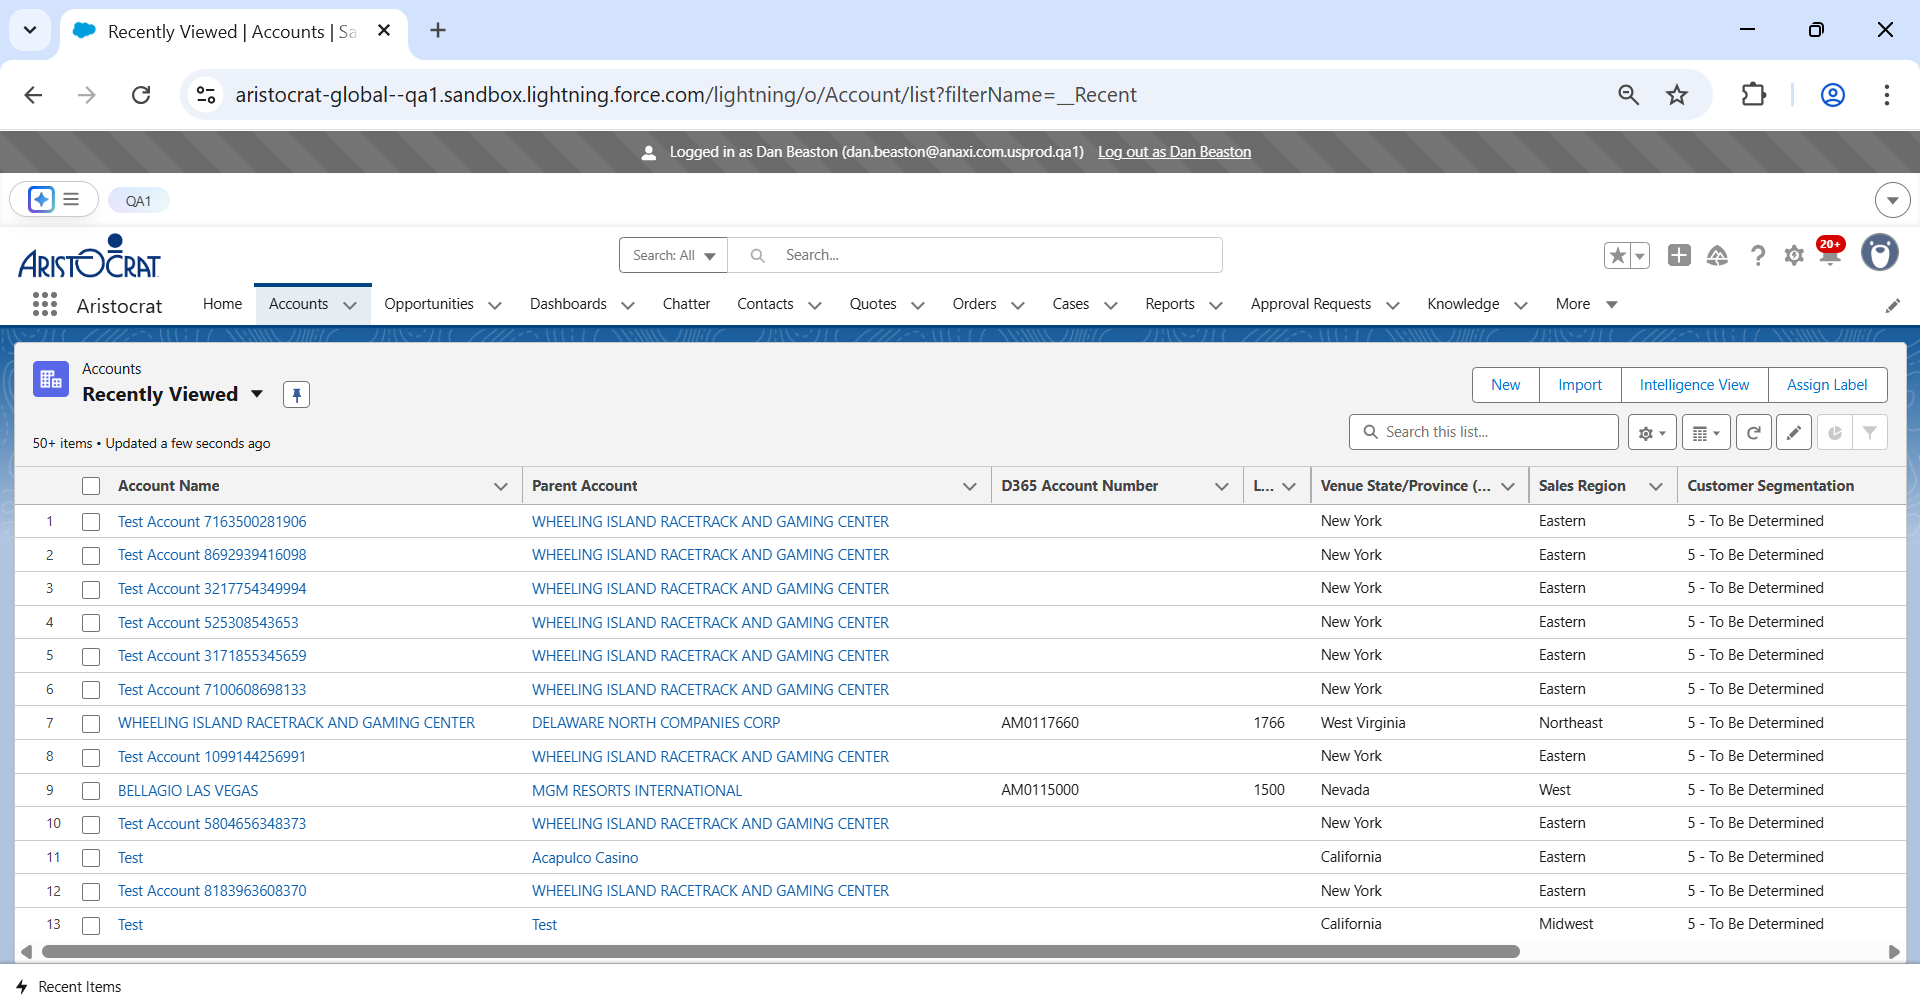 Recently Viewed | Accounts | Sa
aristocrat-global--qa1.sandbox.lightning.force.com/lightning/o/Account/list?filterName=__Recent
Logged in as Dan Beaston (dan.beaston@anaxi.com.usprod.qa1) Log out as Dan Beaston
QA1
ARISTOCRAT
Search: All Search...
20+
Aristocrat Home Accounts Opportunities Dashboards Chatter Contacts Quotes Orders Cases Reports Approval Requests Knowledge More
Accounts
Recently Viewed
New Import Intelligence View Assign Label
50+ items • Updated a few seconds ago
Search this list...
Account Name Parent Account D365 Account Number L... Venue State/Province (... Sales Region Customer Segmentation
1 Test Account 7163500281906 WHEELING ISLAND RACETRACK AND GAMING CENTER New York Eastern 5 - To Be Determined
2 Test Account 8692939416098 WHEELING ISLAND RACETRACK AND GAMING CENTER New York Eastern 5 - To Be Determined
3 Test Account 3217754349994 WHEELING ISLAND RACETRACK AND GAMING CENTER New York Eastern 5 - To Be Determined
4 Test Account 525308543653 WHEELING ISLAND RACETRACK AND GAMING CENTER New York Eastern 5 - To Be Determined
5 Test Account 3171855345659 WHEELING ISLAND RACETRACK AND GAMING CENTER New York Eastern 5 - To Be Determined
6 Test Account 7100608698133 WHEELING ISLAND RACETRACK AND GAMING CENTER New York Eastern 5 - To Be Determined
7 WHEELING ISLAND RACETRACK AND GAMING CENTER DELAWARE NORTH COMPANIES CORP AM0117660 1766 West Virginia Northeast 5 - To Be Determined
8 Test Account 1099144256991 WHEELING ISLAND RACETRACK AND GAMING CENTER New York Eastern 5 - To Be Determined
9 BELLAGIO LAS VEGAS MGM RESORTS INTERNATIONAL AM0115000 1500 Nevada West 5 - To Be Determined
10 Test Account 5804656348373 WHEELING ISLAND RACETRACK AND GAMING CENTER New York Eastern 5 - To Be Determined
11 Test Acapulco Casino California Eastern 5 - To Be Determined
12 Test Account 8183963608370 WHEELING ISLAND RACETRACK AND GAMING CENTER New York Eastern 5 - To Be Determined
13 Test Test California Midwest 5 - To Be Determined
Recent Items